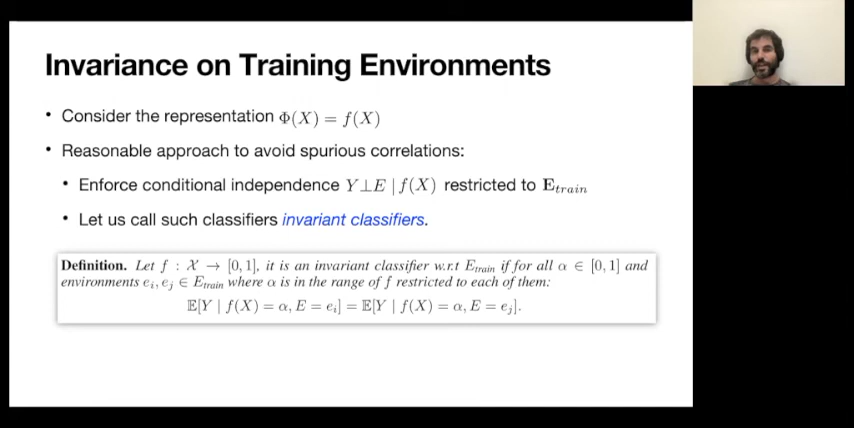 Invariance on Training Environments
• Consider the representation Φ(X) = f(X)
• Reasonable approach to avoid spurious correlations:
• Enforce conditional independence Y⊥E | f(X) restricted to E_train
• Let us call such classifiers invariant classifiers.
Definition. Let f : 𝒳 → [0, 1], it is an invariant classifier w.r.t E_train if for all α ∈ [0, 1] and
environments e_i, e_j ∈ E_train where α is in the range of f restricted to each of them:
𝔼[Y | f(X) = α, E = e_i] = 𝔼[Y | f(X) = α, E = e_j].